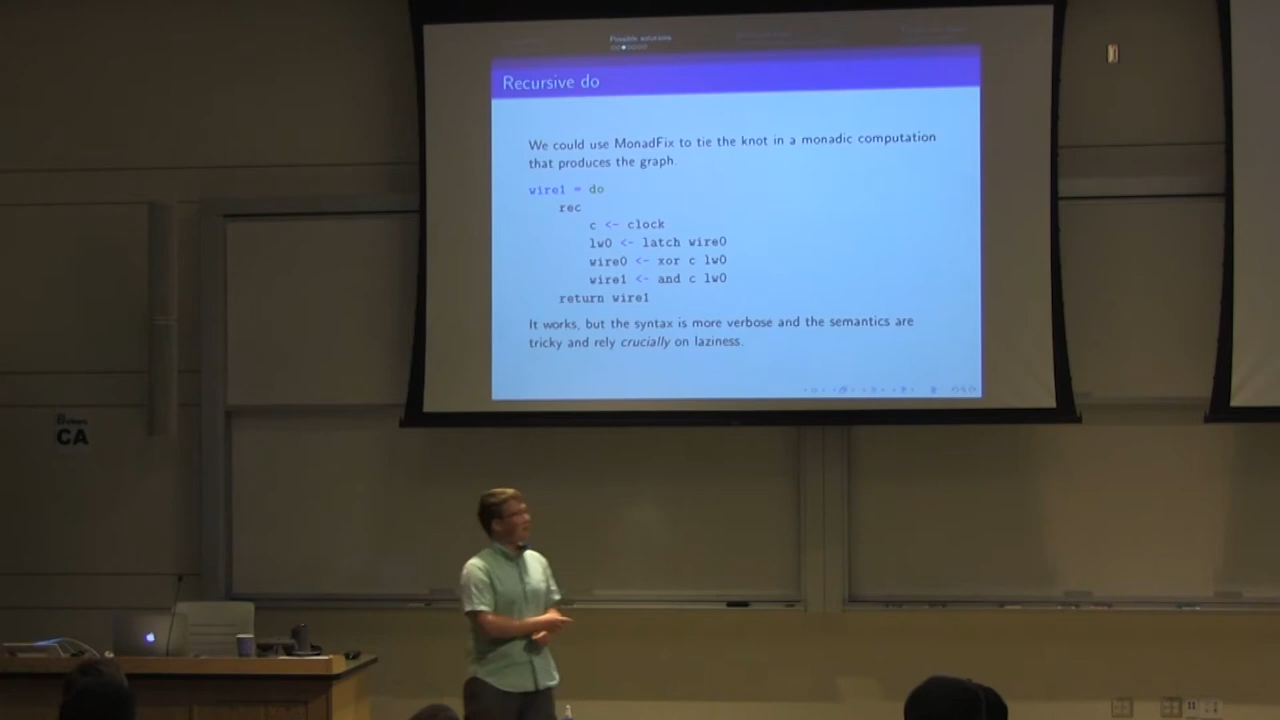 Possible solutions
Recursive do
We could use MonadFix to tie the knot in a monadic computation
that produces the graph.
wire1 = do
rec
c <- clock
lw0 <- latch wire0
wire0 <- xor c lw0
wire1 <- and c lw0
return wire1
It works, but the syntax is more verbose and the semantics are
tricky and rely crucially on laziness.
CA